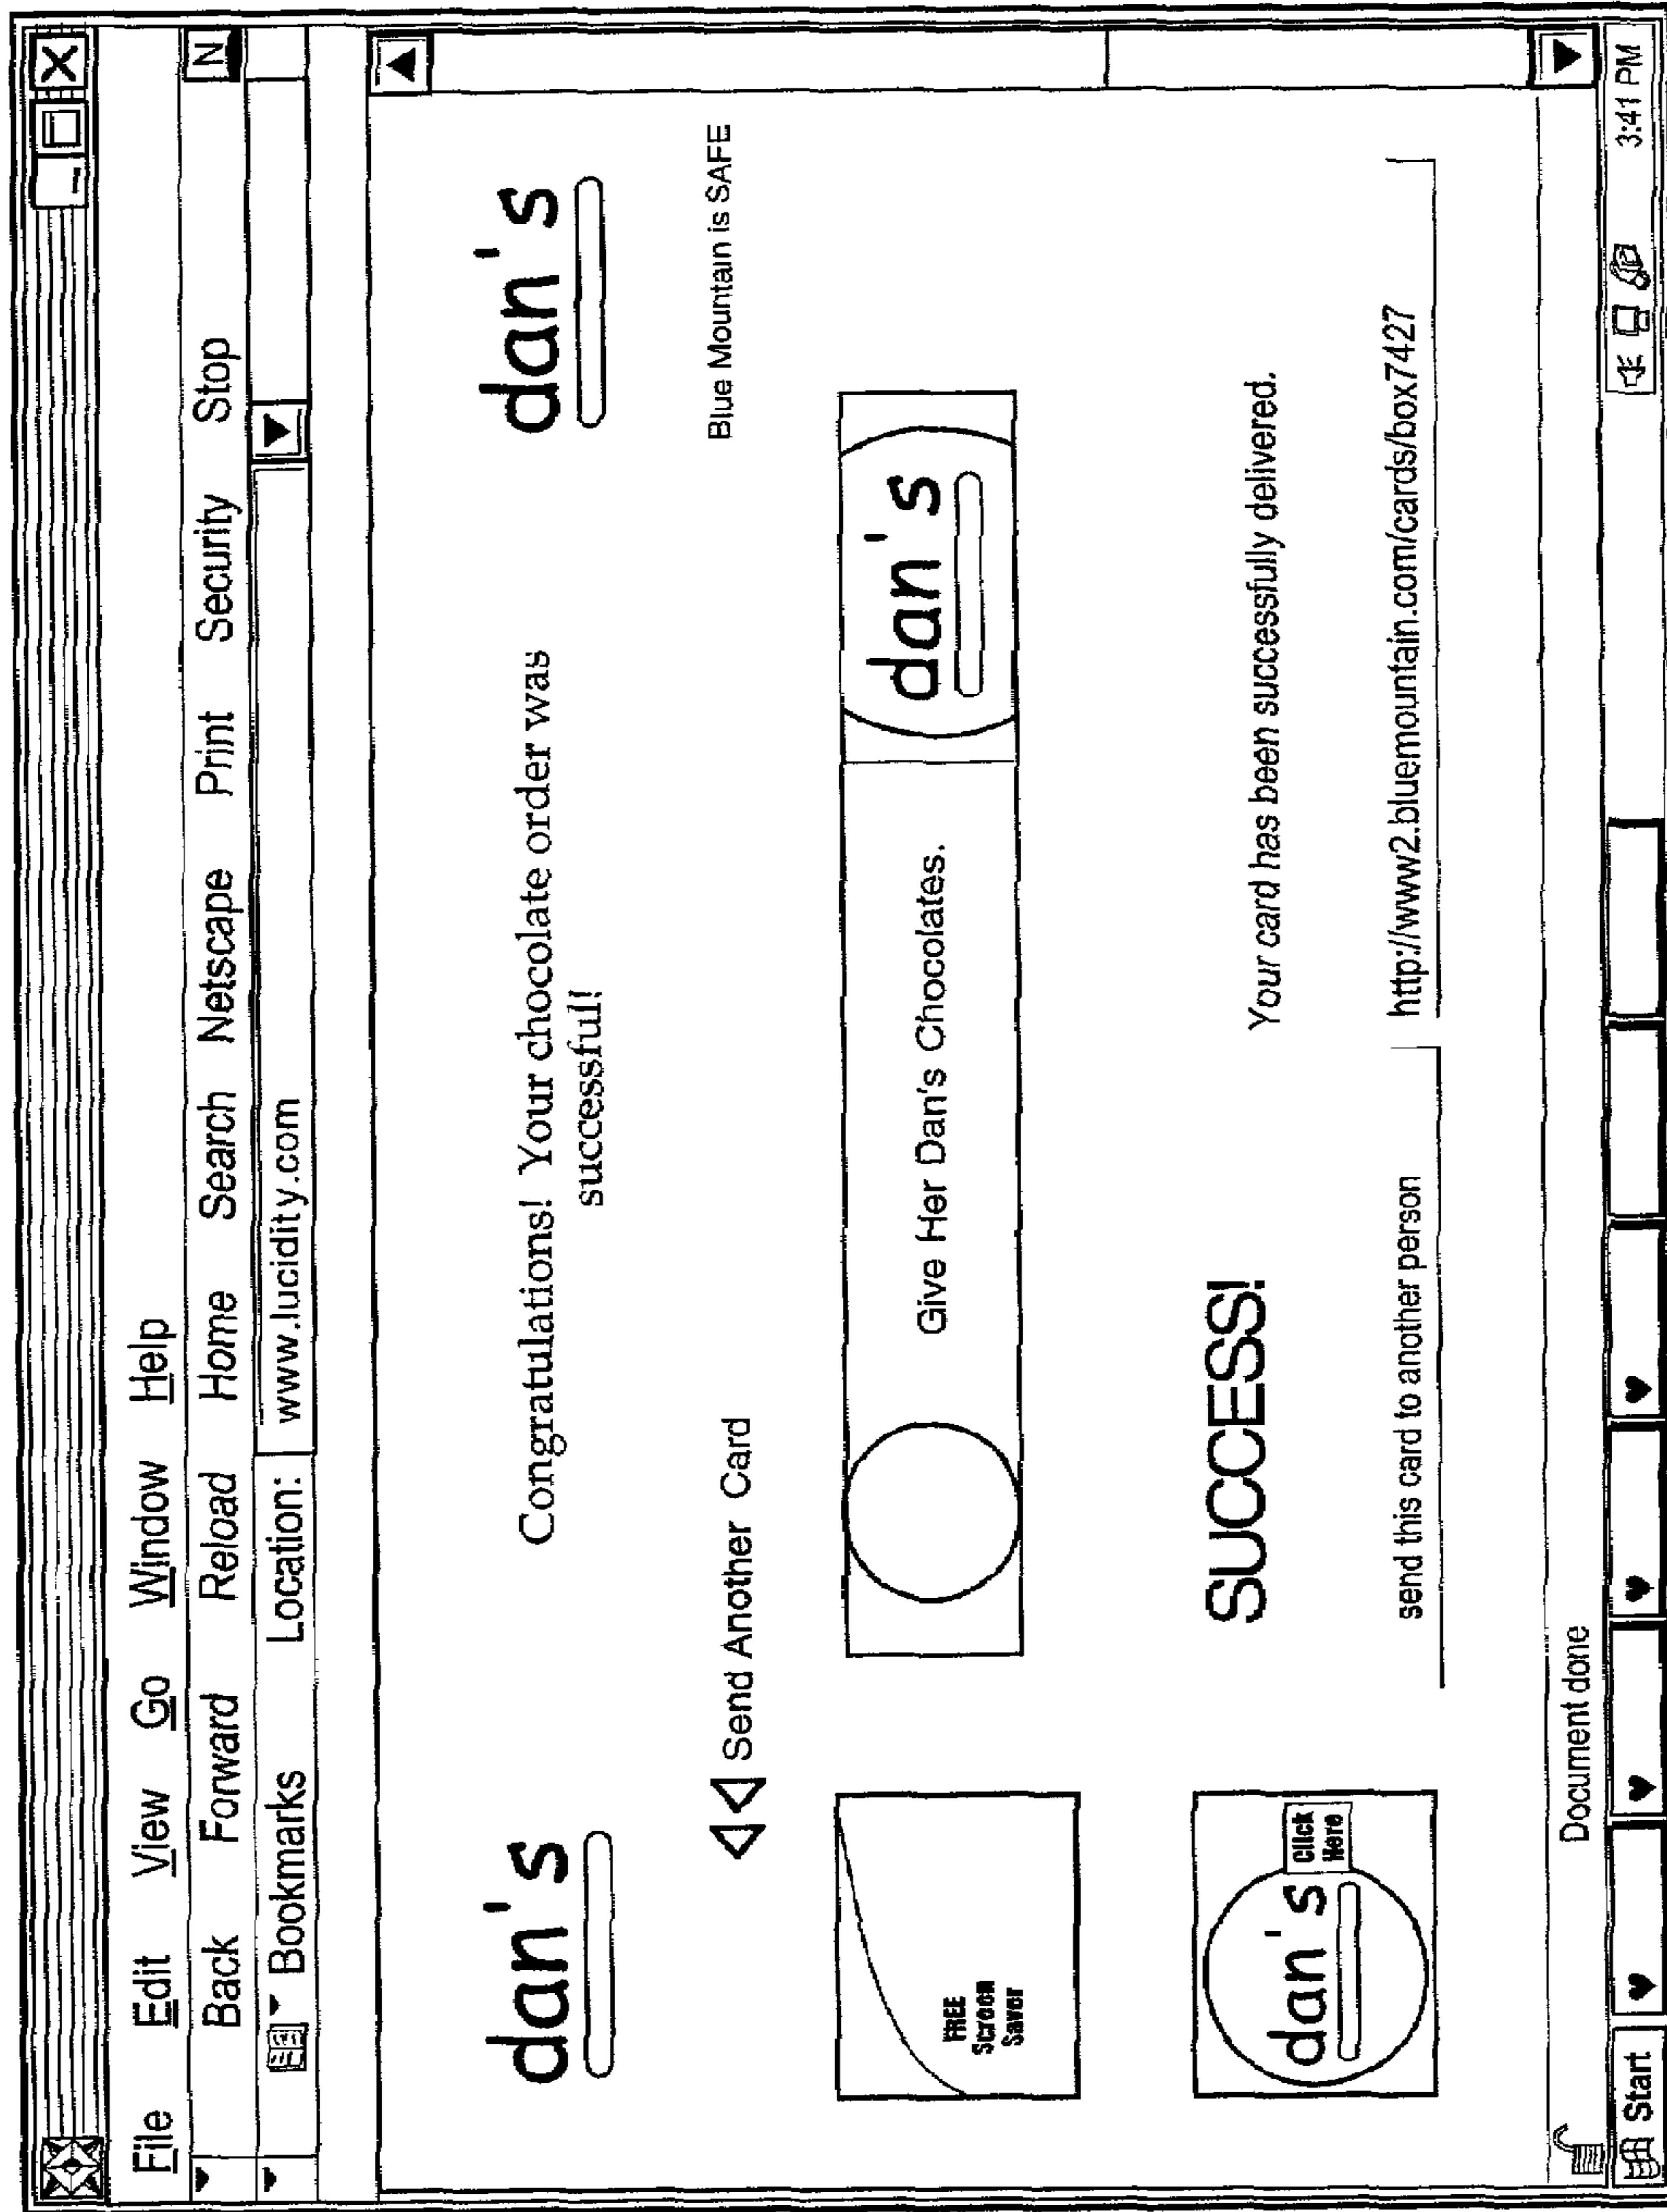 File Edit View Go Window Help
Back Forward Reload Home Search Netscape Print Security Stop N
Bookmarks Location: www.lucidity.com
dan's
Congratulations! Your chocolate order was
successful!
dan's
Send Another Card
Blue Mountain is SAFE
FREE
Screen
Saver
Give Her Dan's Chocolates.
dan's
dan's
Click
Here
SUCCESS!
Your card has been successfully delivered.
send this card to another person
http://www2.bluemountain.com/cards/box7427
Document done
Start
3:41 PM